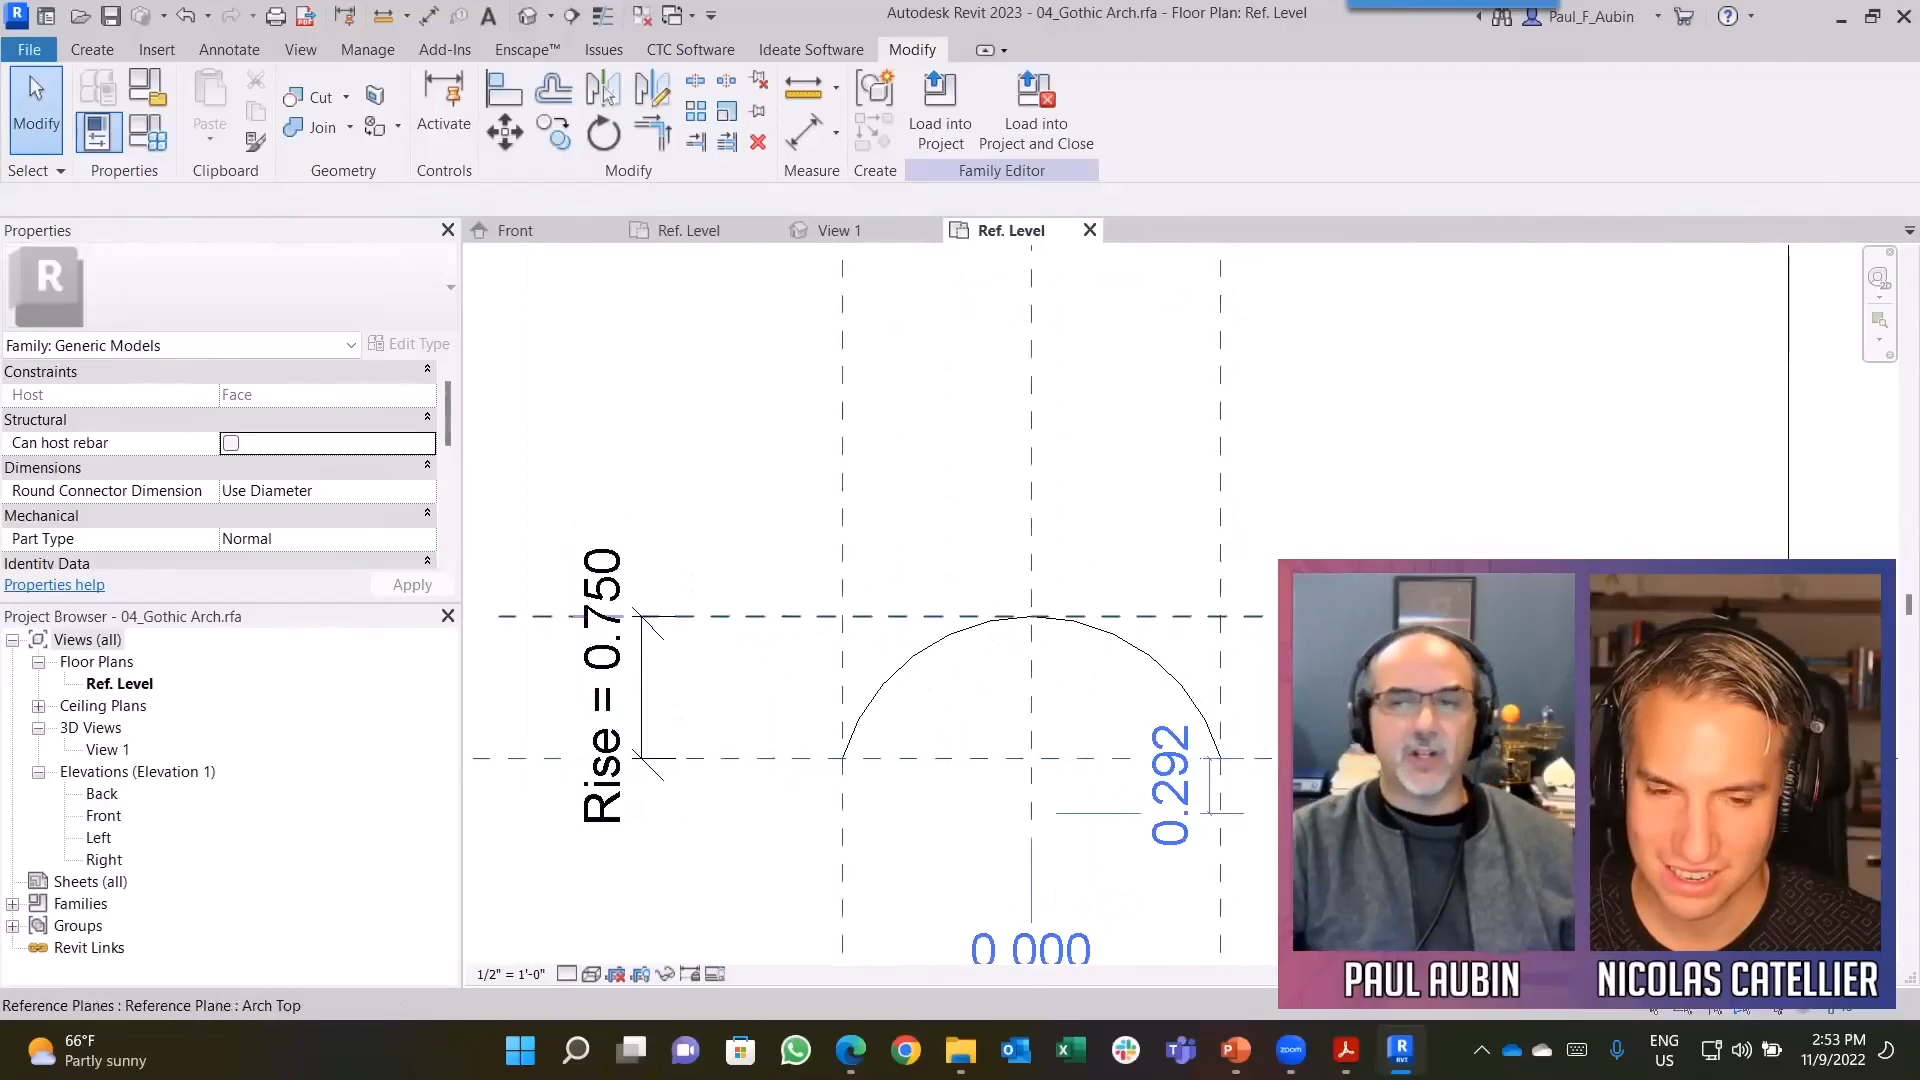 Autodesk Revit 2023 - 04_Gothic Arch.rfa - Floor Plan: Ref. Level
Paul_F_Aubin
File Create Insert Annotate View Manage Add-Ins Enscape™ Issues CTC Software Ideate Software Modify
Modify
Paste
Cut
Join
Activate
Load into Project
Load into Project and Close
Select Properties Clipboard Geometry Controls Modify Measure Create Family Editor
Properties
Front
Ref. Level
View 1
Ref. Level
R
Family: Generic Models
Edit Type
Constraints
Host Face
Structural
Can host rebar
Dimensions
Round Connector Dimension Use Diameter
Mechanical
Part Type Normal
Identity Data
Properties help
Apply
Project Browser - 04_Gothic Arch.rfa
Views (all)
Floor Plans
Ref. Level
Ceiling Plans
3D Views
View 1
Elevations (Elevation 1)
Back
Front
Left
Right
Sheets (all)
Families
Groups
Revit Links
Rise = 0.750
0.292
0 000
1/2" = 1'-0"
PAUL AUBIN
NICOLAS CATELLIER
Reference Planes : Reference Plane : Arch Top
66°F
Partly sunny
zoom
ENG
US
2:53 PM
11/9/2022